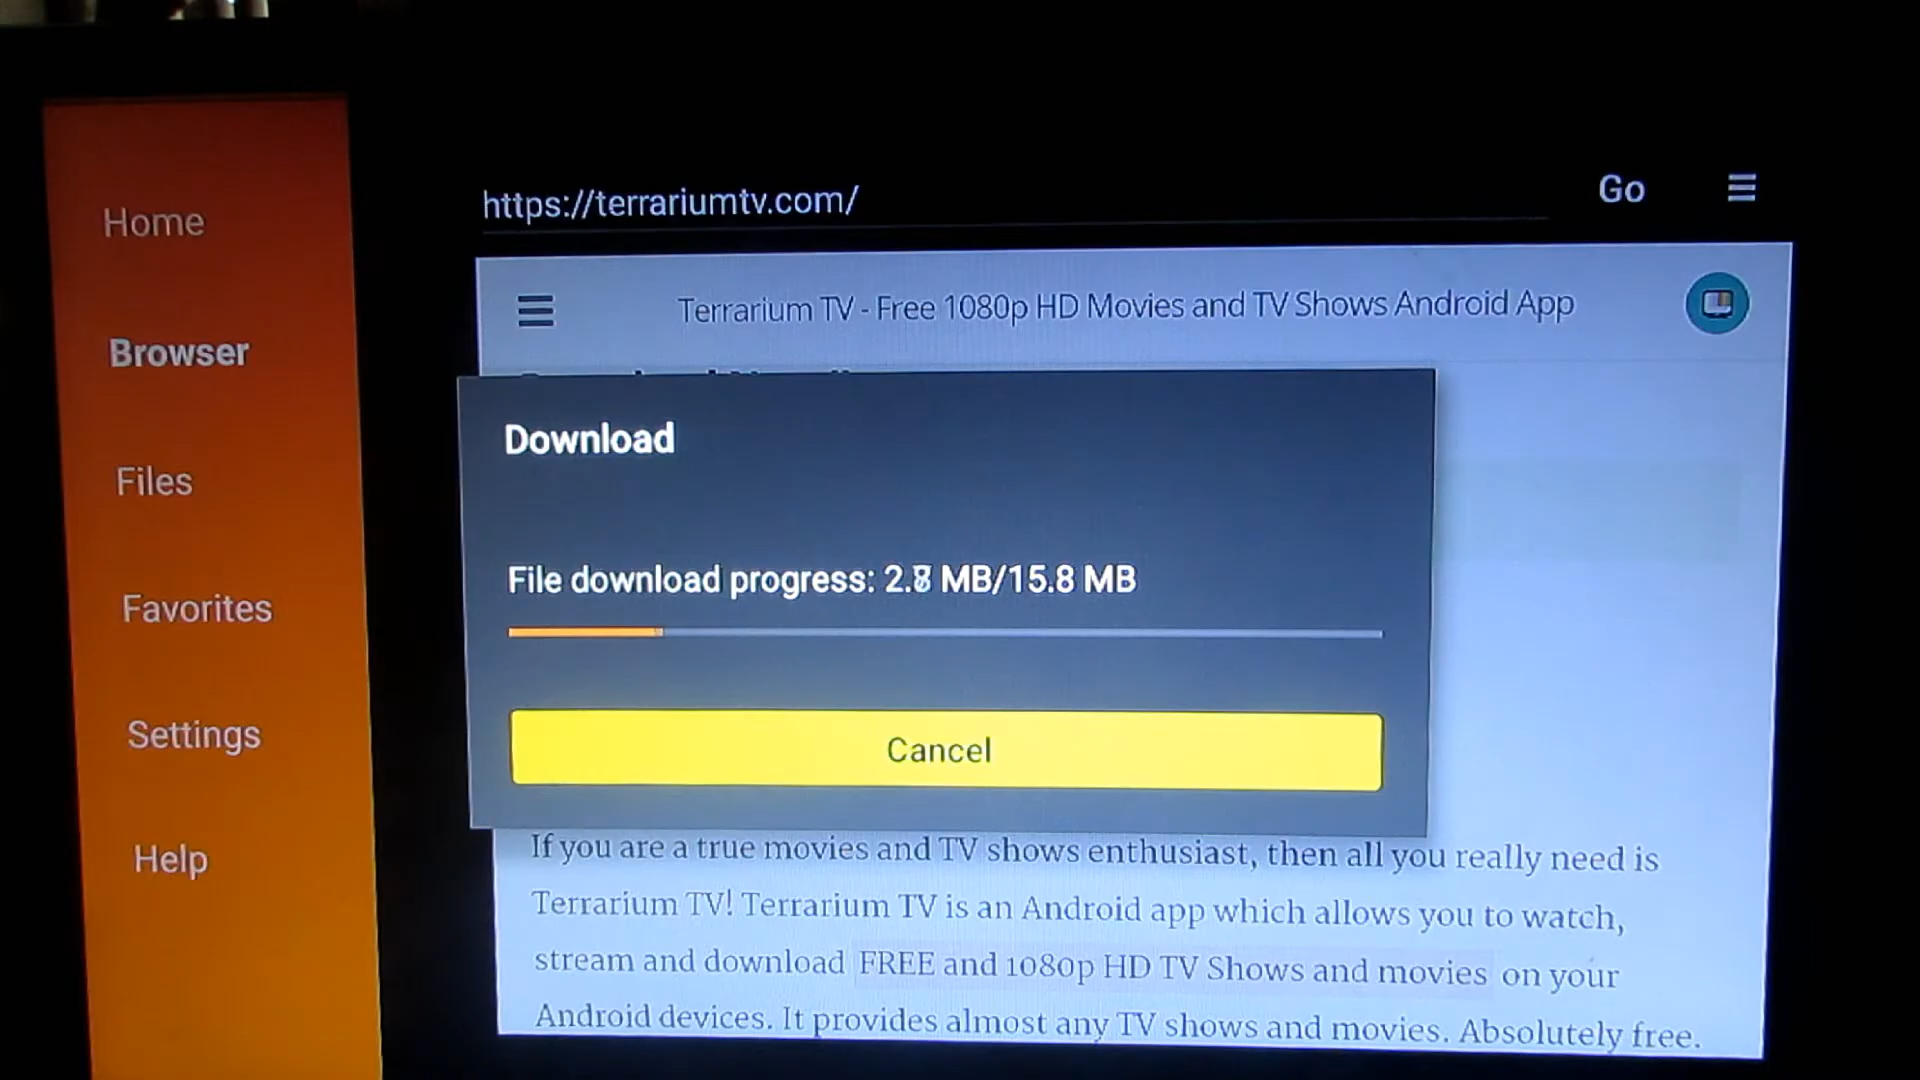 Home
Browser
Files
Favorites
Settings
Help
https://terrariumtv.com/
Go
Terrarium TV - Free 1080p HD Movies and TV Shows Android App
Download
File download progress: 2.8 MB/15.8 MB
Cancel
If you are a true movies and TV shows enthusiast, then all you really need is
Terrarium TV! Terrarium TV is an Android app which allows you to watch,
stream and download FREE and 1080p HD TV Shows and movies on your
Android devices. It provides almost any TV shows and movies. Absolutely free.